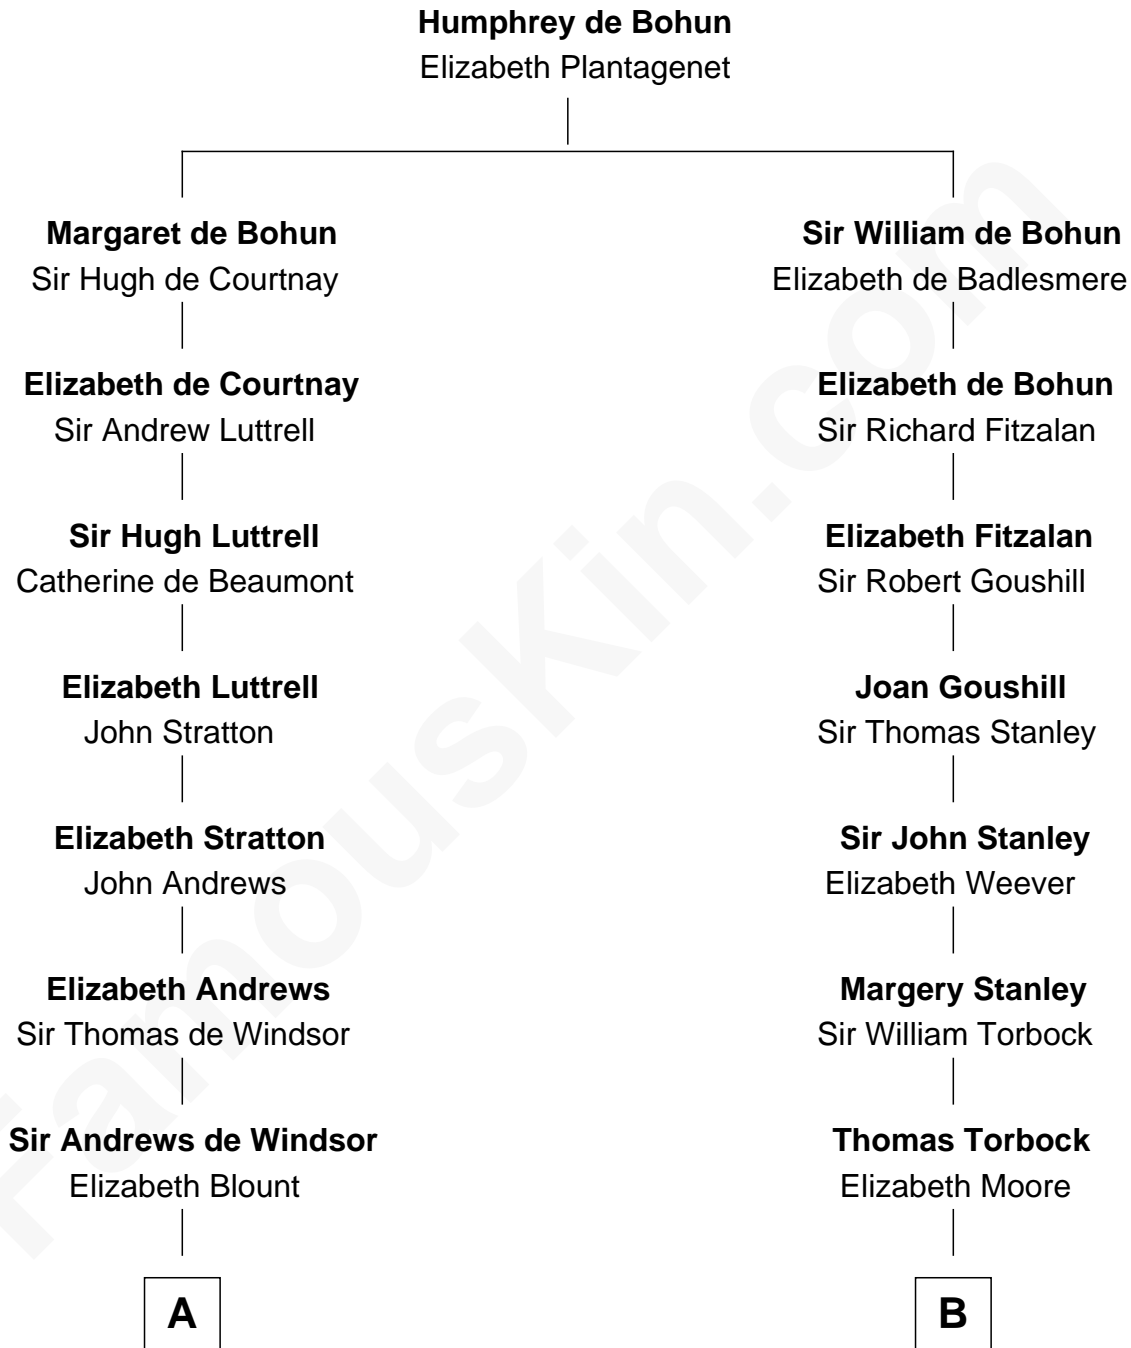 Humphrey de Bohun
Elizabeth Plantagenet
Margaret de Bohun
Sir Hugh de Courtnay
Sir William de Bohun
Elizabeth de Badlesmere
Elizabeth de Courtnay
Sir Andrew Luttrell
Elizabeth de Bohun
Sir Richard Fitzalan
Sir Hugh Luttrell
Catherine de Beaumont
Elizabeth Fitzalan
Sir Robert Goushill
Elizabeth Luttrell
John Stratton
Joan Goushill
Sir Thomas Stanley
Elizabeth Stratton
John Andrews
Sir John Stanley
Elizabeth Weever
Elizabeth Andrews
Sir Thomas de Windsor
Margery Stanley
Sir William Torbock
Sir Andrews de Windsor
Elizabeth Blount
Thomas Torbock
Elizabeth Moore
A
B
FamousKin.com